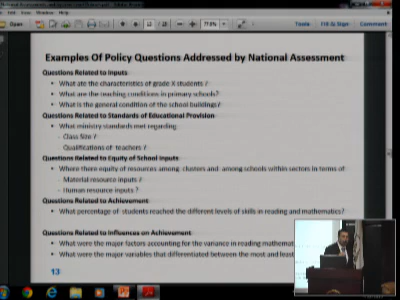 Open
Tools
Fill & Sign
Comment
Examples Of Policy Questions Addressed by National Assessment
Questions Related to Inputs
• What are the characteristics of grade X students ?
• What are the teaching conditions in primary schools?
• What is the general condition of the school buildings?
Questions Related to Standards of Educational Provision
• What ministry standards met regarding
- Class Size ?
Qualifications of teachers ?
Questions Related to Equity of School Inputs
• Where there equity of resources among clusters and among schools within sectors in terms of
- Material resource inputs ?
- Human resource inputs ?
Questions Related to Achievement
• What percentage of students reached the different levels of skills in reading and mathematics?
Questions Related to Influences on Achievement
• What were the major factors accounting for the variance in reading
• What were the major variables that differentiated between the most and least
13